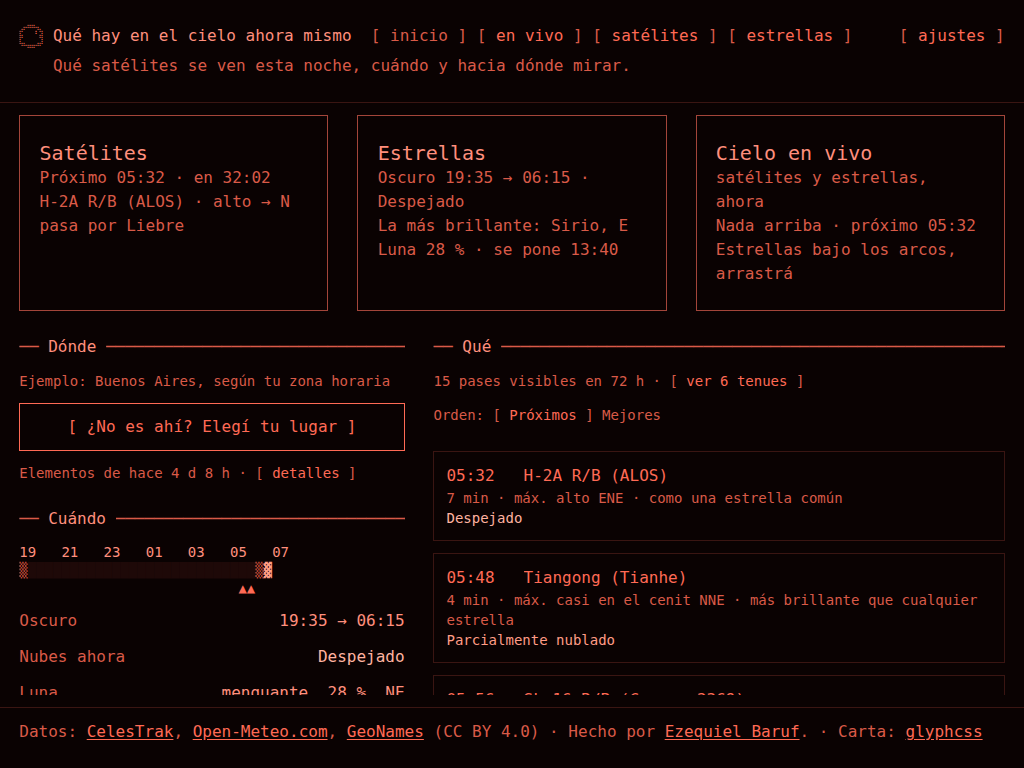 Qué hay en el cielo ahora mismo [ inicio ] [ en vivo ] [ satélites ] [ estrellas ] [ ajustes ]
Qué satélites se ven esta noche, cuándo y hacia dónde mirar.
Satélites
Próximo 05:32 · en 32:02
H-2A R/B (ALOS) · alto → N
pasa por Liebre
Estrellas
Oscuro 19:35 → 06:15 ·
Despejado
La más brillante: Sirio, E
Luna 28 % · se pone 13:40
Cielo en vivo
satélites y estrellas,
ahora
Nada arriba · próximo 05:32
Estrellas bajo los arcos,
arrastrá
Dónde
Ejemplo: Buenos Aires, según tu zona horaria
[ ¿No es ahí? Elegí tu lugar ]
Elementos de hace 4 d 8 h · [ detalles ]
Cuándo
19 21 23 01 03 05 07
Oscuro 19:35 → 06:15
Nubes ahora Despejado
Luna menguante, 28 %, NE
Qué
15 pases visibles en 72 h · [ ver 6 tenues ]
Orden: [ Próximos ] Mejores
05:32 H-2A R/B (ALOS)
7 min · máx. alto ENE · como una estrella común
Despejado
05:48 Tiangong (Tianhe)
4 min · máx. casi en el cenit NNE · más brillante que cualquier
estrella
Parcialmente nublado
Datos: CelesTrak, Open-Meteo.com, GeoNames (CC BY 4.0) · Hecho por Ezequiel Baruf. · Carta: glyphcss